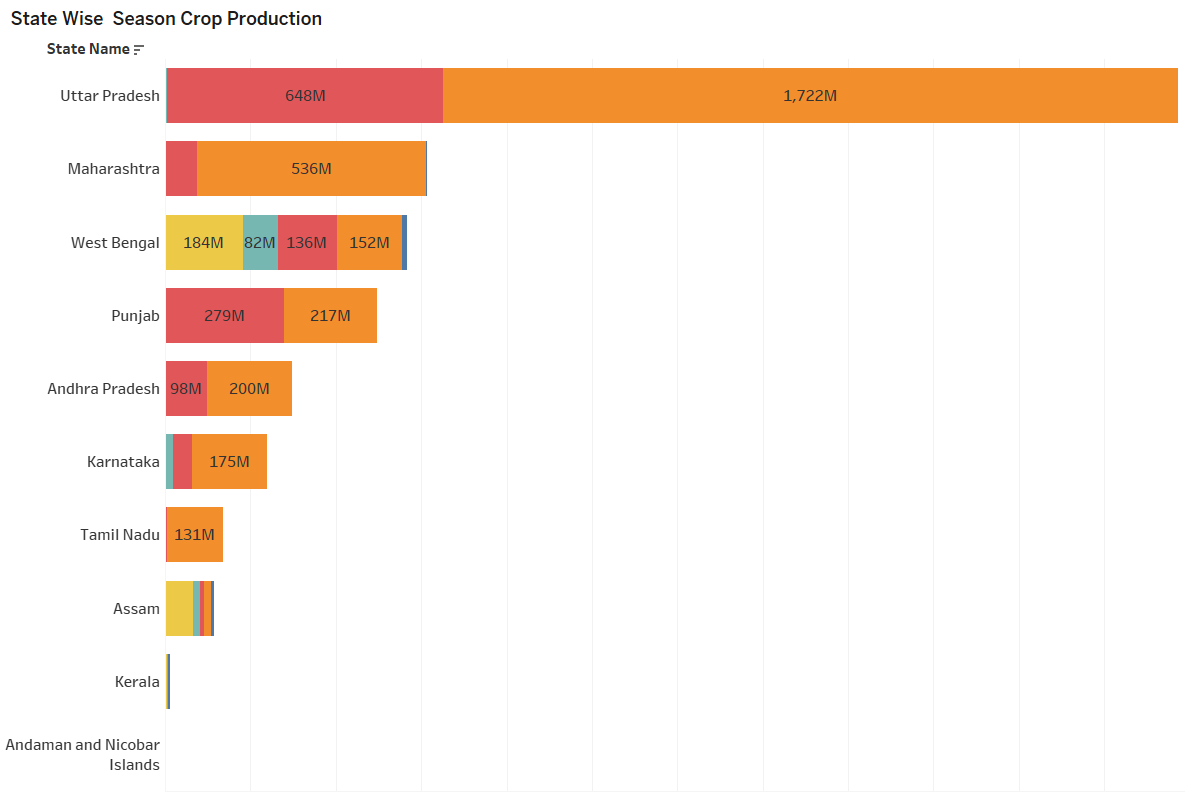 State Wise  Season Crop Production
State Name
Uttar Pradesh 648M 1,722M
Maharashtra 536M
West Bengal 184M 82M 136M 152M
Punjab 279M 217M
Andhra Pradesh 98M 200M
Karnataka 175M
Tamil Nadu 131M
Assam
Kerala
Andaman and Nicobar
Islands